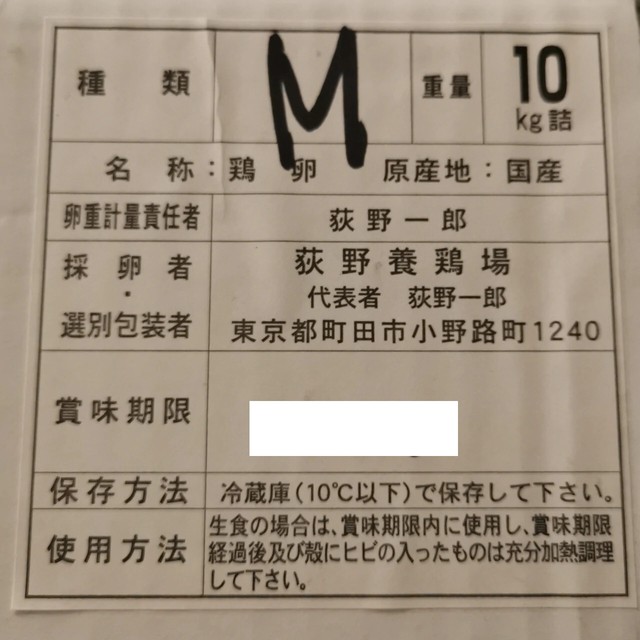 種類 M 重量 10kg詰
名称：鶏卵 原産地：国産
卵重計量責任者 荻野一郎
採卵者・選別包装者 荻野養鶏場
代表者 荻野一郎
東京都町田市小野路町1240
賞味期限
保存方法 冷蔵庫（10℃以下）で保存して下さい。
使用方法 生食の場合は、賞味期限内に使用し、賞味期限
経過後及び殻にヒビの入ったものは充分加熱調理
して下さい。